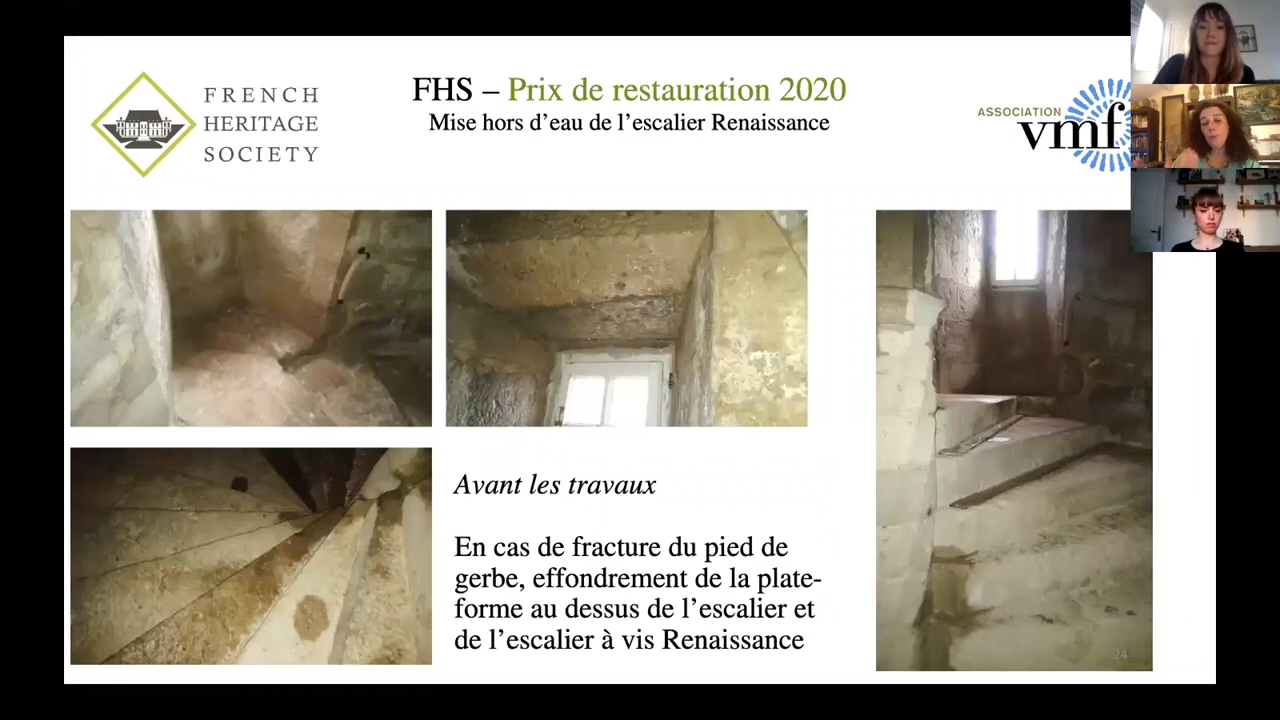 FRENCH
HERITAGE
SOCIETY
FHS – Prix de restauration 2020
Mise hors d'eau de l'escalier Renaissance
ASSOCIATION
vmf
Avant les travaux
En cas de fracture du pied de
gerbe, effondrement de la plate-
forme au dessus de l'escalier et
de l'escalier à vis Renaissance
24